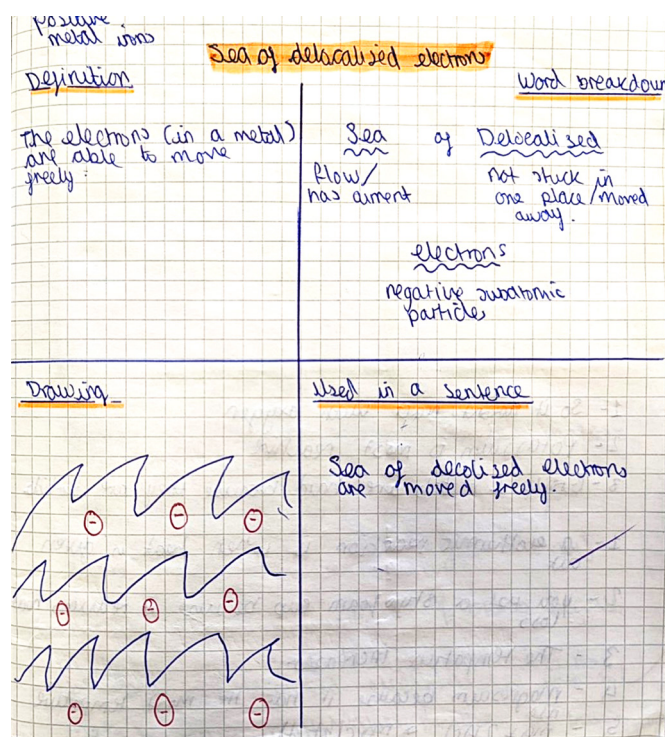 positive
metal ions
Sea of delocalised electrons
Definition
Word breakdown
The electrons (in a metal)
are able to move
freely.
Sea of Delocalised
flow/
has current
not stuck in
one place/moved
away.
electrons
negative subatomic
particles
Drawing
Used in a sentence
Sea of decolised electrons
are moved freely.
- - -
- - -
- - -